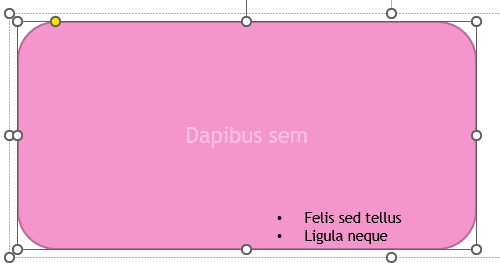 Dapibus sem
• Felis sed tellus
• Ligula neque